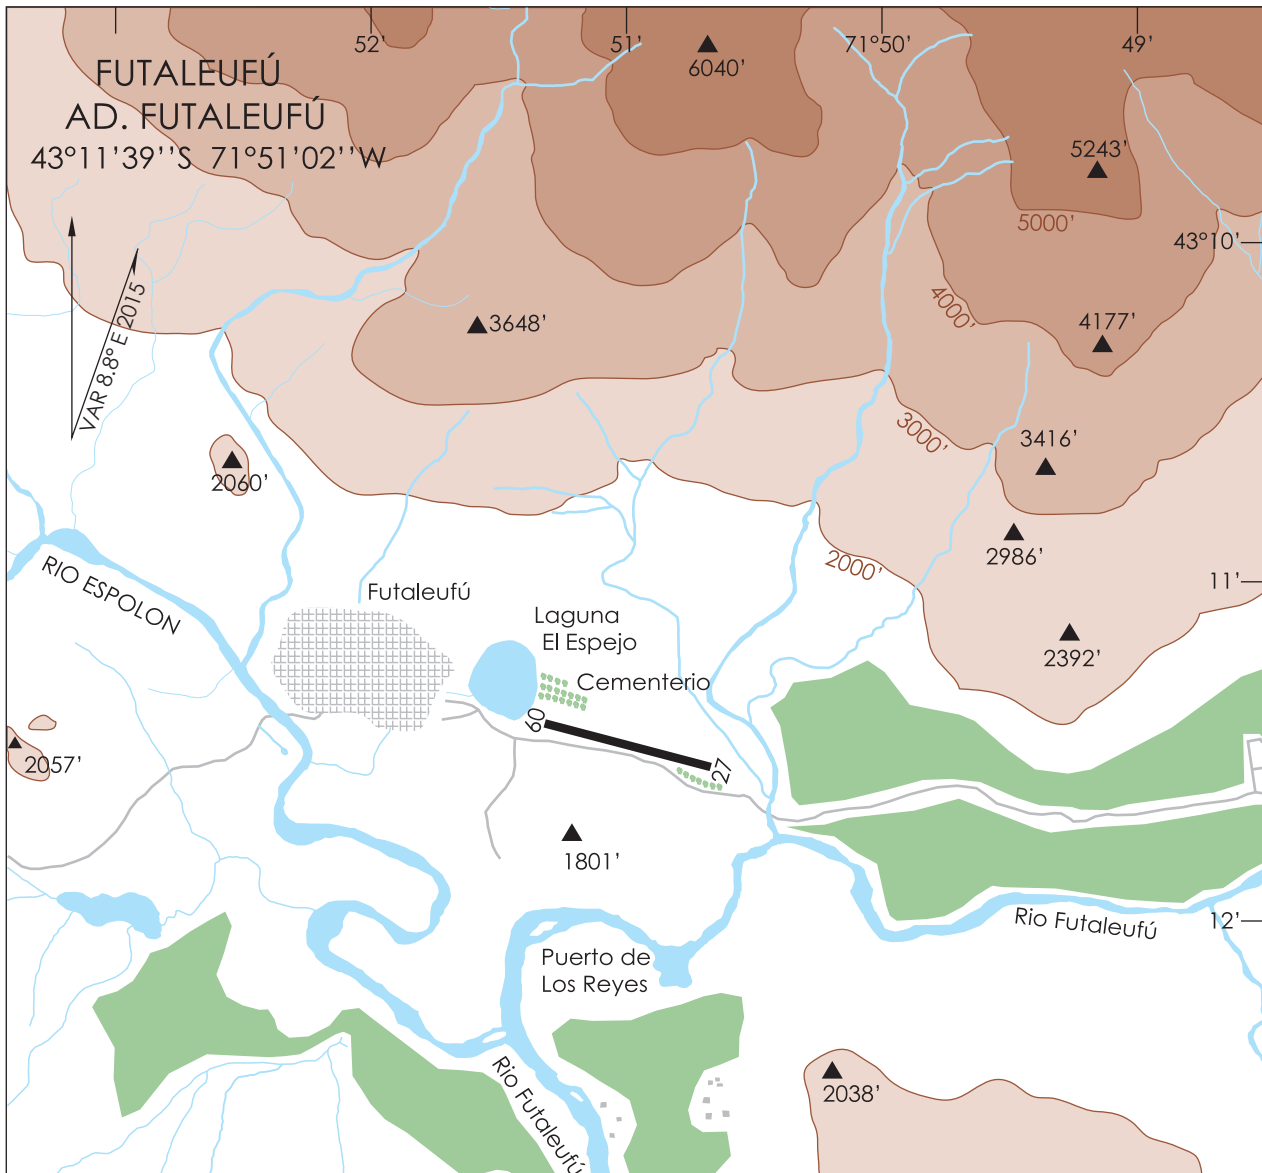 52'
51'
71°50'
49'
FUTALEUFÚ
AD. FUTALEUFÚ
43°11'39''S 71°51'02''W
6040'
5243'
5000'
43°10'
VAR 8.8° E 2015
3648'
4000'
4177'
3000'
3416'
2060'
2986'
2000'
11'
RIO ESPOLON
Futaleufú
Laguna
El Espejo
2392'
Cementerio
09
27
2057'
1801'
Rio Futaleufú
12'
Puerto de
Los Reyes
Rio Futaleufú
2038'